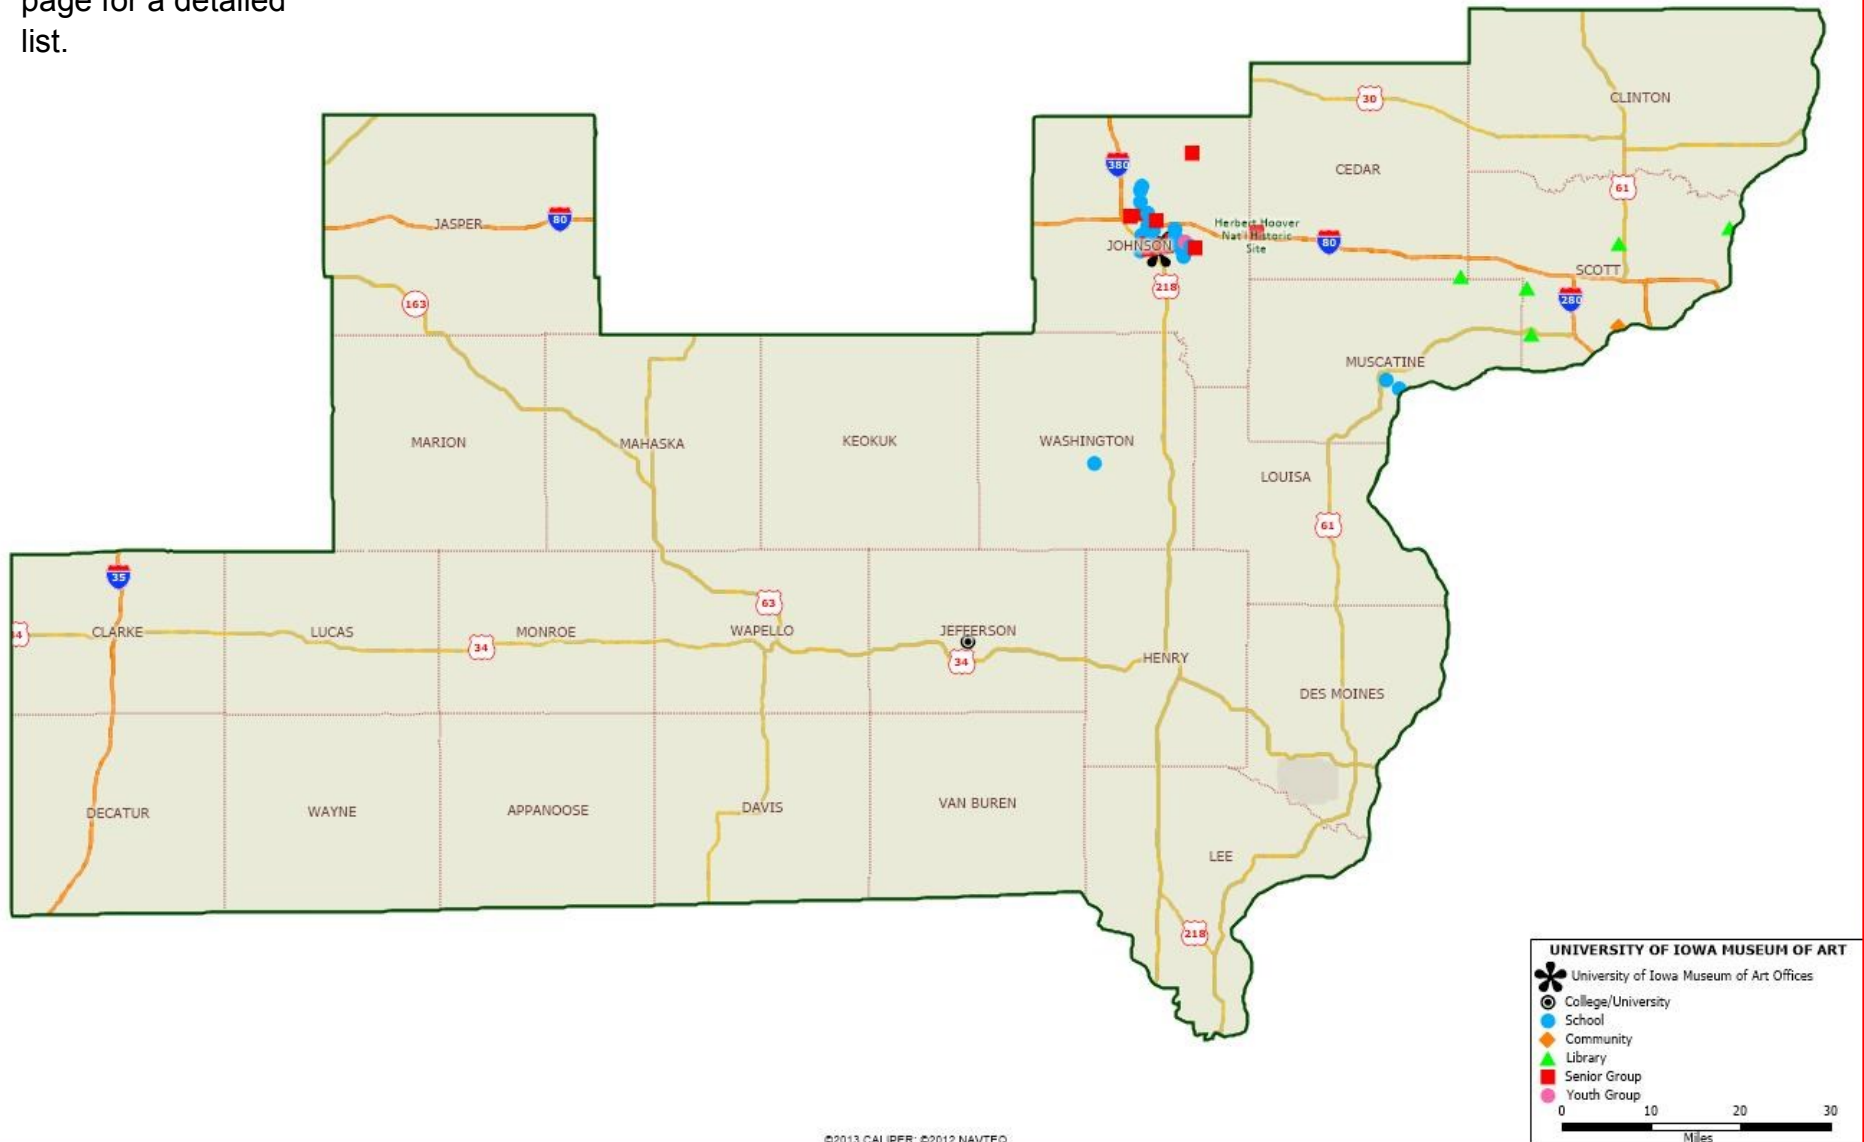 page for a detailed
list.
30
CLINTON
380
CEDAR
61
JASPER
80
Herbert Hoover
Nat'l Historic
Site
JOHNSON
80
SCOTT
218
280
163
MUSCATINE
MARION
MAHASKA
KEOKUK
WASHINGTON
LOUISA
61
35
63
CLARKE
LUCAS
MONROE
WAPELLO
JEFFERSON
34
34
HENRY
DES MOINES
DECATUR
WAYNE
APPANOOSE
DAVIS
VAN BUREN
LEE
218
UNIVERSITY OF IOWA MUSEUM OF ART
University of Iowa Museum of Art Offices
College/University
School
Community
Library
Senior Group
Youth Group
0 10 20 30
Miles
©2013 CALIPER; ©2012 NAVTEQ